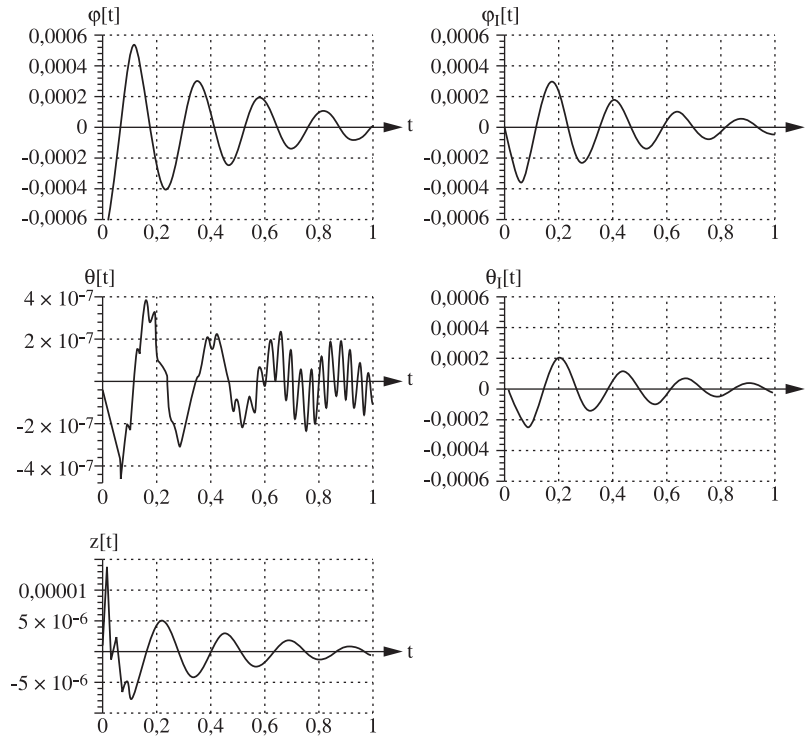 φ[t]
0,0006
0,0004
0,0002
0
-0,0002
-0,0004
-0,0006
0 0,2 0,4 0,6 0,8 1
t
φI[t]
0,0006
0,0004
0,0002
0
-0,0002
-0,0004
-0,0006
0 0,2 0,4 0,6 0,8 1
t
θ[t]
4 × 10⁻⁷
2 × 10⁻⁷
0
-2 × 10⁻⁷
-4 × 10⁻⁷
0 0,2 0,4 0,6 0,8 1
t
θI[t]
0,0006
0,0004
0,0002
0
-0,0002
-0,0004
-0,0006
0 0,2 0,4 0,6 0,8 1
t
z[t]
0,00001
5 × 10⁻⁶
0
-5 × 10⁻⁶
0 0,2 0,4 0,6 0,8 1
t